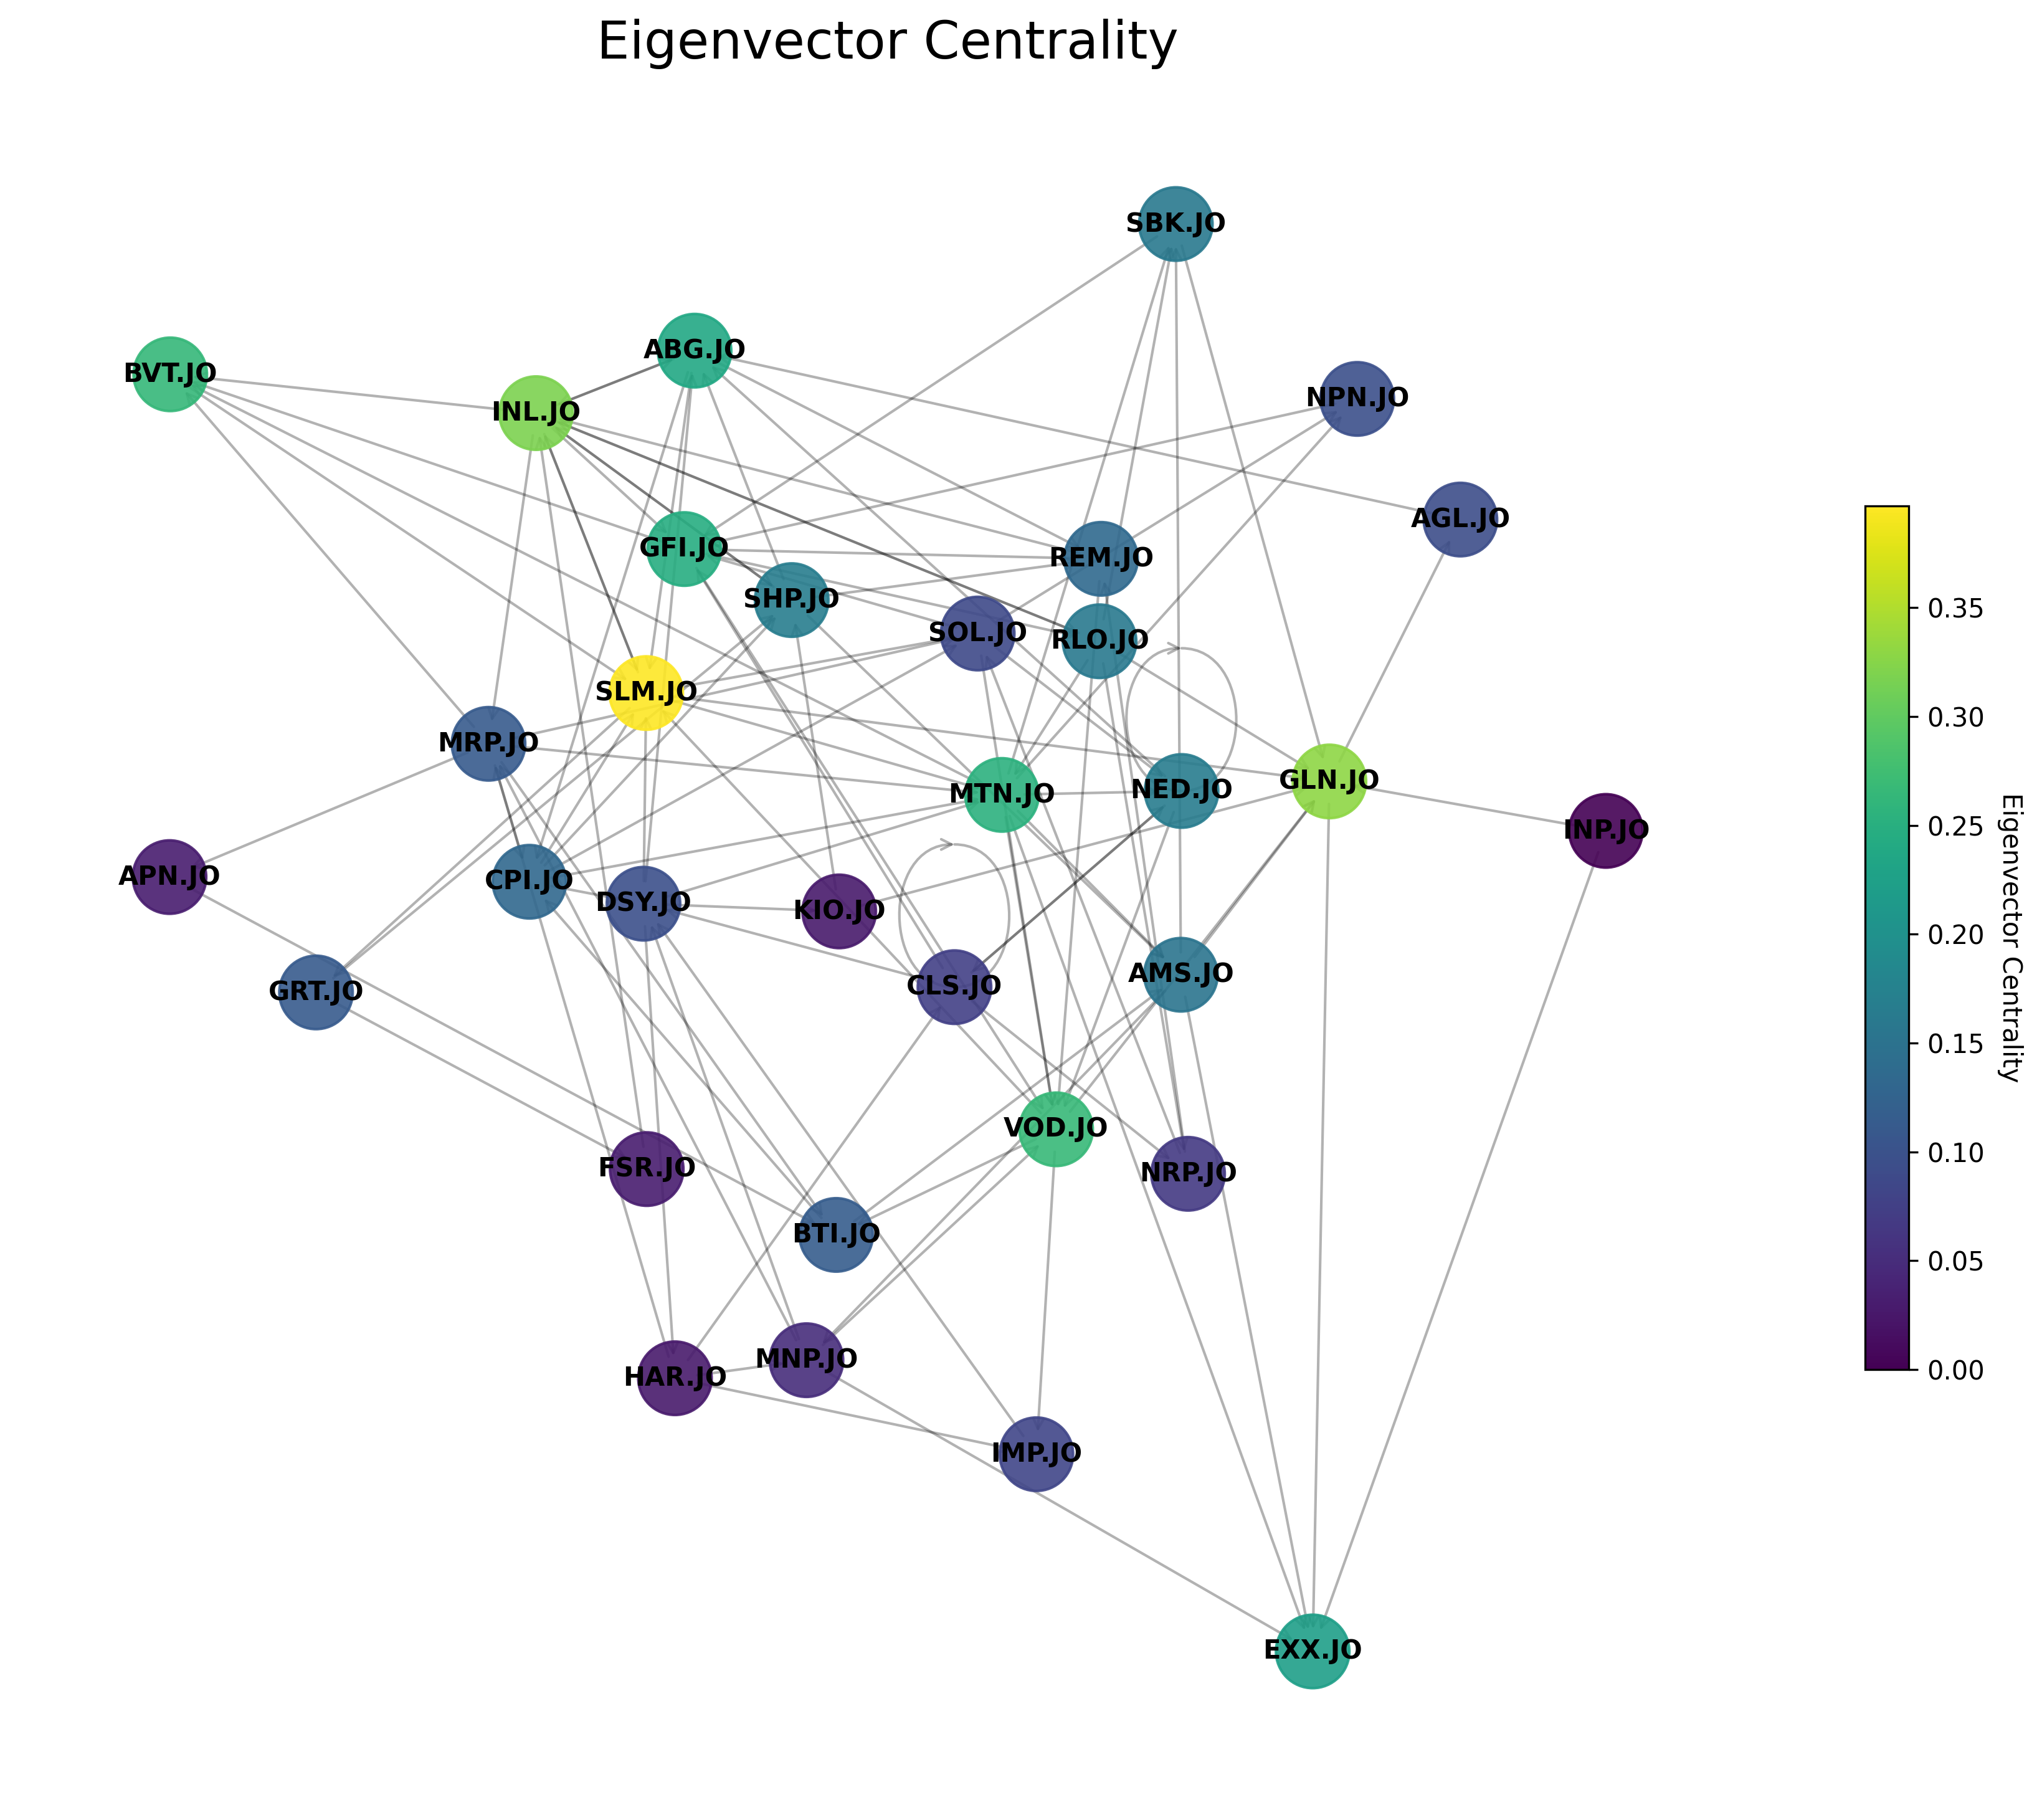 Eigenvector Centrality
SBK.JO
ABG.JO
BVT.JO
INL.JO
NPN.JO
AGL.JO
GFI.JO
REM.JO
SHP.JO
SOL.JO
RLO.JO
SLM.JO
MRP.JO
MTN.JO
NED.JO
GLN.JO
INP.JO
APN.JO
CPI.JO
DSY.JO
KIO.JO
GRT.JO
CLS.JO
AMS.JO
VOD.JO
FSR.JO
NRP.JO
BTI.JO
HAR.JO
MNP.JO
IMP.JO
EXX.JO
0.35
0.30
0.25
0.20
0.15
0.10
0.05
0.00
Eigenvector Centrality